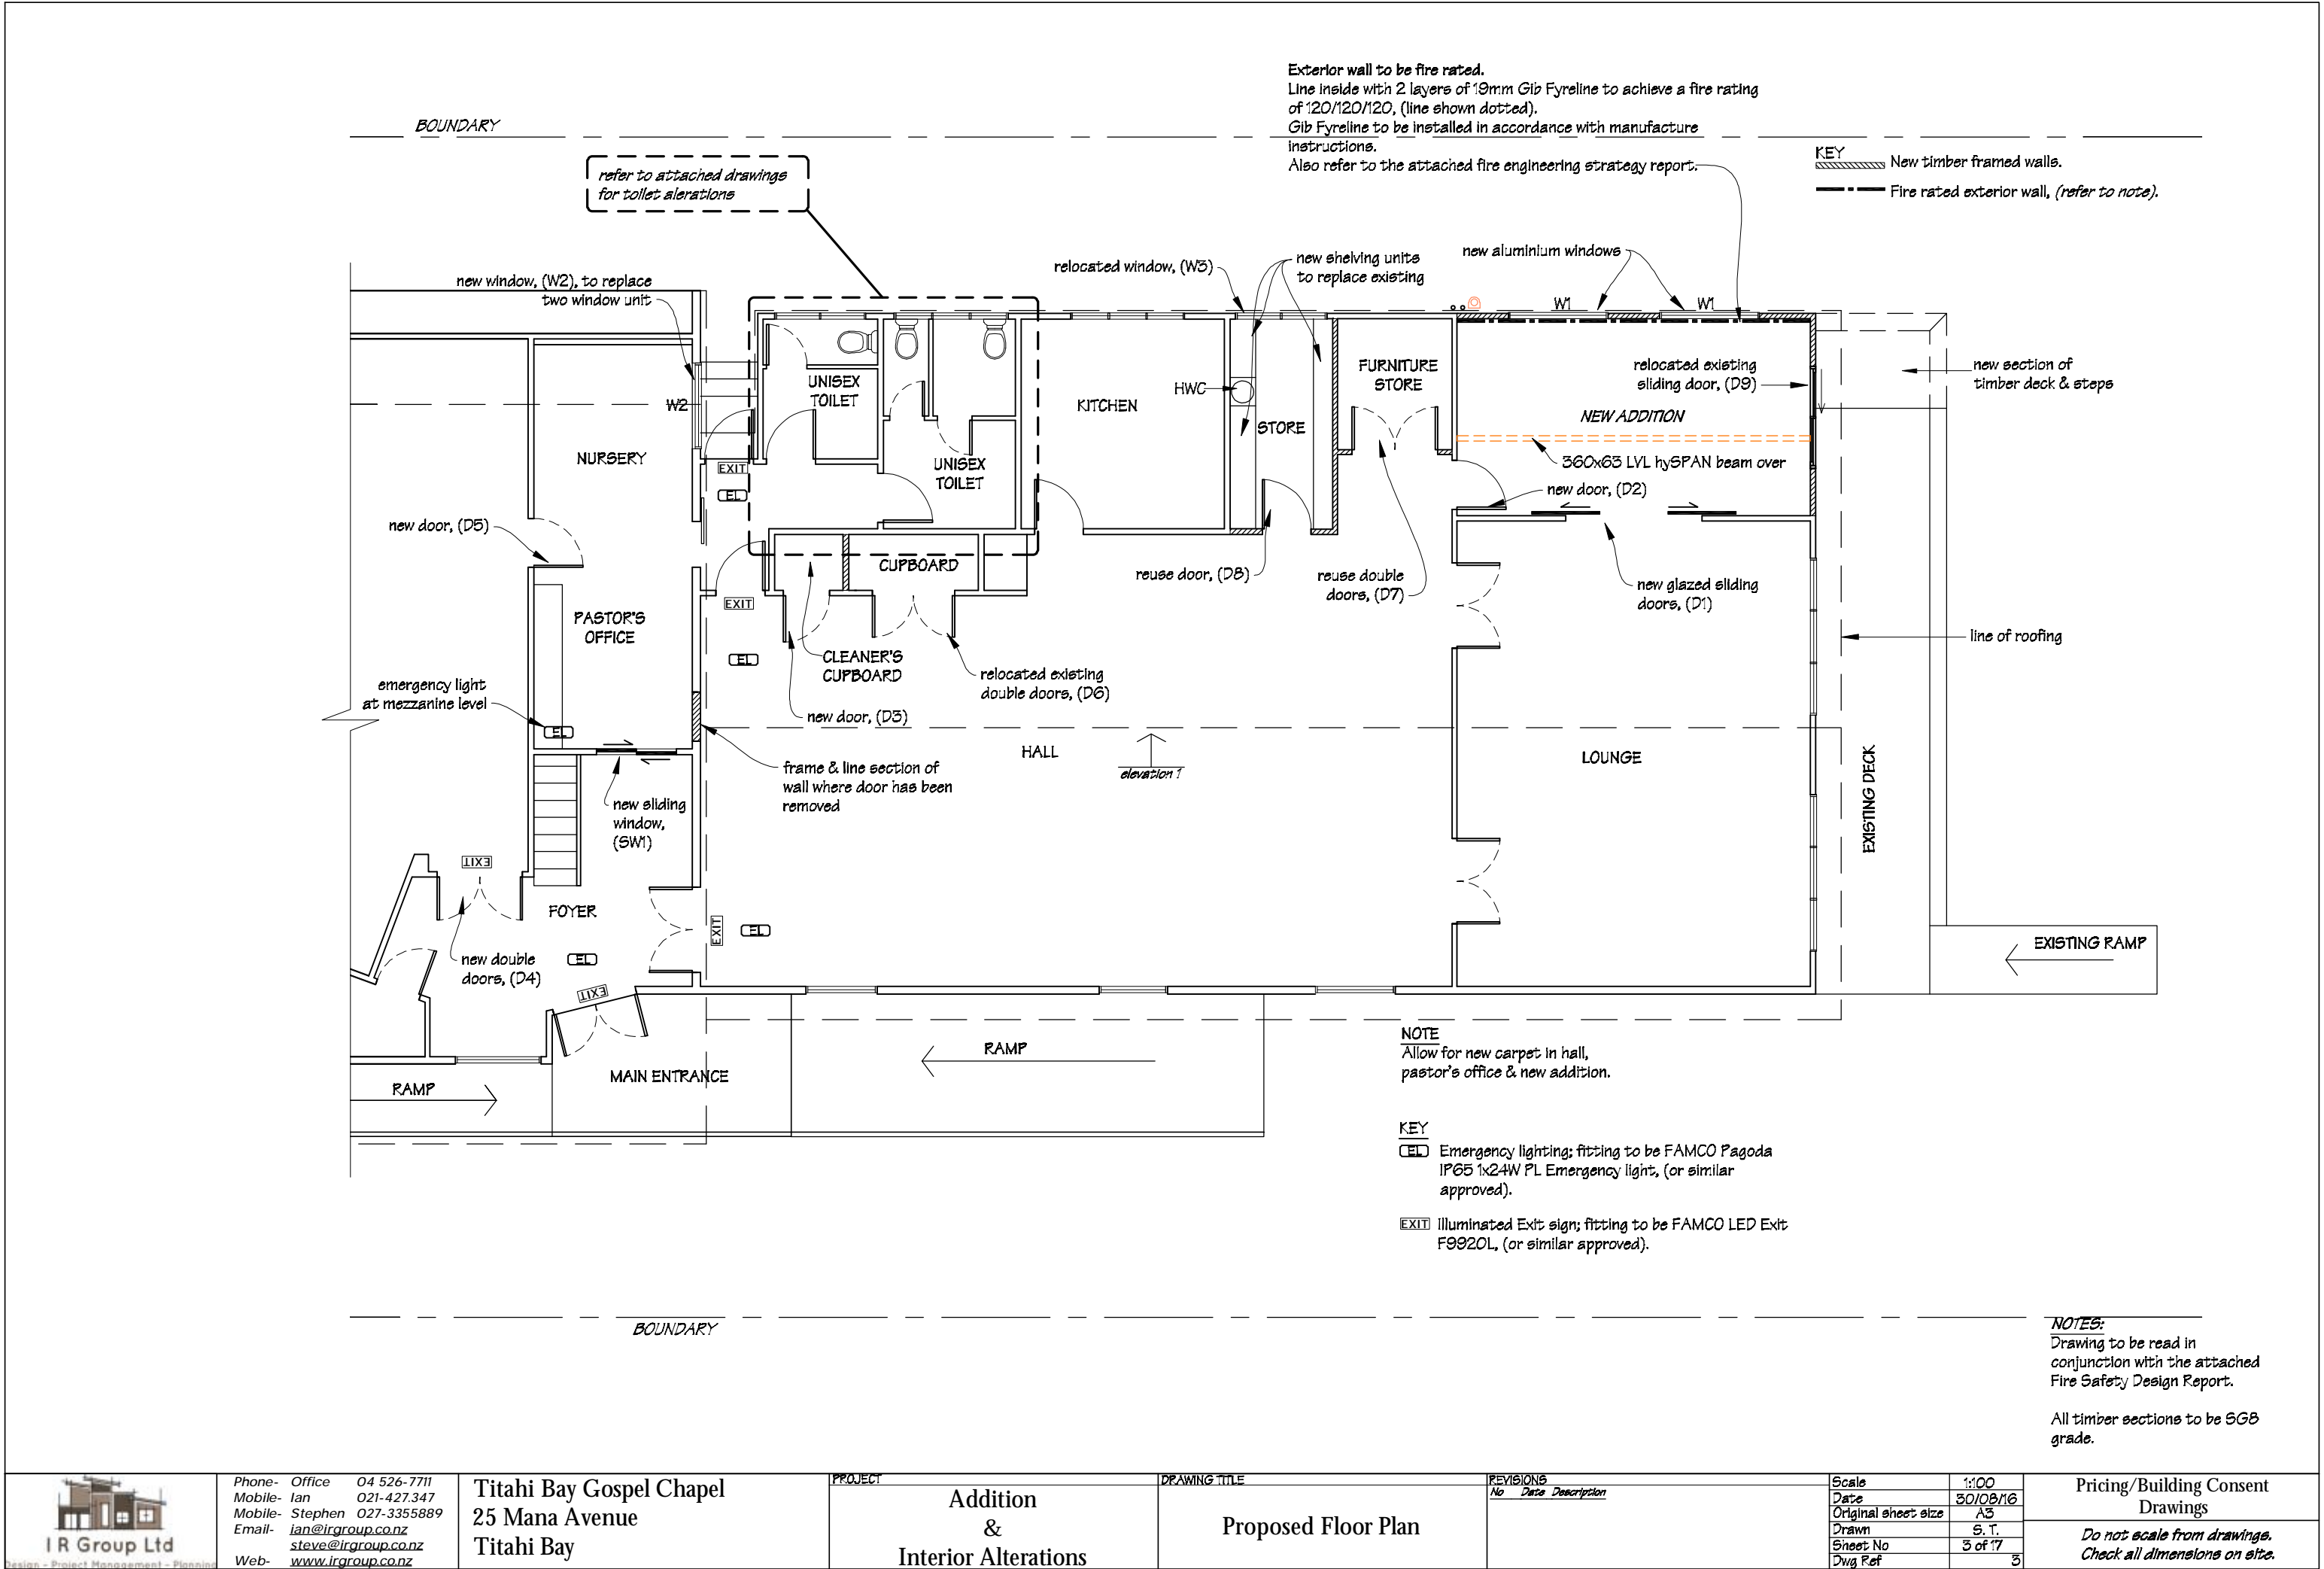 Exterior wall to be fire rated.
Line inside with 2 layers of 19mm Gib Fyreline to achieve a fire rating
of 120/120/120, (line shown dotted).
Gib Fyreline to be installed in accordance with manufacture
instructions.
Also refer to the attached fire engineering strategy report.
BOUNDARY
KEY
New timber framed walls.
Fire rated exterior wall, (refer to note).
refer to attached drawings
for toilet alerations
new window, (W2), to replace
two window unit
relocated window, (W3)
new shelving units
to replace existing
new aluminium windows
W1
W1
relocated existing
sliding door, (D9)
new section of
timber deck & steps
UNISEX
TOILET
W2
KITCHEN
HWC
STORE
FURNITURE
STORE
NEW ADDITION
360x63 LVL hySPAN beam over
NURSERY
EXIT
EL
UNISEX
TOILET
new door, (D2)
new door, (D5)
CUPBOARD
reuse door, (D8)
reuse double
doors, (D7)
new glazed sliding
doors, (D1)
EXIT
PASTOR'S
OFFICE
line of roofing
EL
CLEANER'S
CUPBOARD
relocated existing
double doors, (D6)
emergency light
at mezzanine level
EL
new door, (D3)
HALL
elevation 1
LOUNGE
EXISTING DECK
frame & line section of
wall where door has been
removed
new sliding
window,
(SW1)
EXIT
FOYER
EXIT
EL
EL
new double
doors, (D4)
EXIT
EXISTING RAMP
NOTE
Allow for new carpet in hall,
pastor's office & new addition.
RAMP
MAIN ENTRANCE
RAMP
KEY
EL Emergency lighting; fitting to be FAMCO Pagoda
IP65 1x24W PL Emergency light, (or similar
approved).
EXIT Illuminated Exit sign; fitting to be FAMCO LED Exit
F9920L, (or similar approved).
BOUNDARY
NOTES:
Drawing to be read in
conjunction with the attached
Fire Safety Design Report.
All timber sections to be SG8
grade.
I R Group Ltd
Design - Project Management - Planning
Phone- Office 04 526-7711
Mobile- Ian 021-427.347
Mobile- Stephen 027-3355889
Email- ian@irgroup.co.nz
steve@irgroup.co.nz
Web- www.irgroup.co.nz
Titahi Bay Gospel Chapel
25 Mana Avenue
Titahi Bay
PROJECT
Addition
&
Interior Alterations
DRAWING TITLE
Proposed Floor Plan
REVISIONS
No Date Description
Scale 1:100
Date 30/08/16
Original sheet size A3
Drawn S. T.
Sheet No 3 of 17
Dwg Ref 3
Pricing/Building Consent
Drawings
Do not scale from drawings.
Check all dimensions on site.